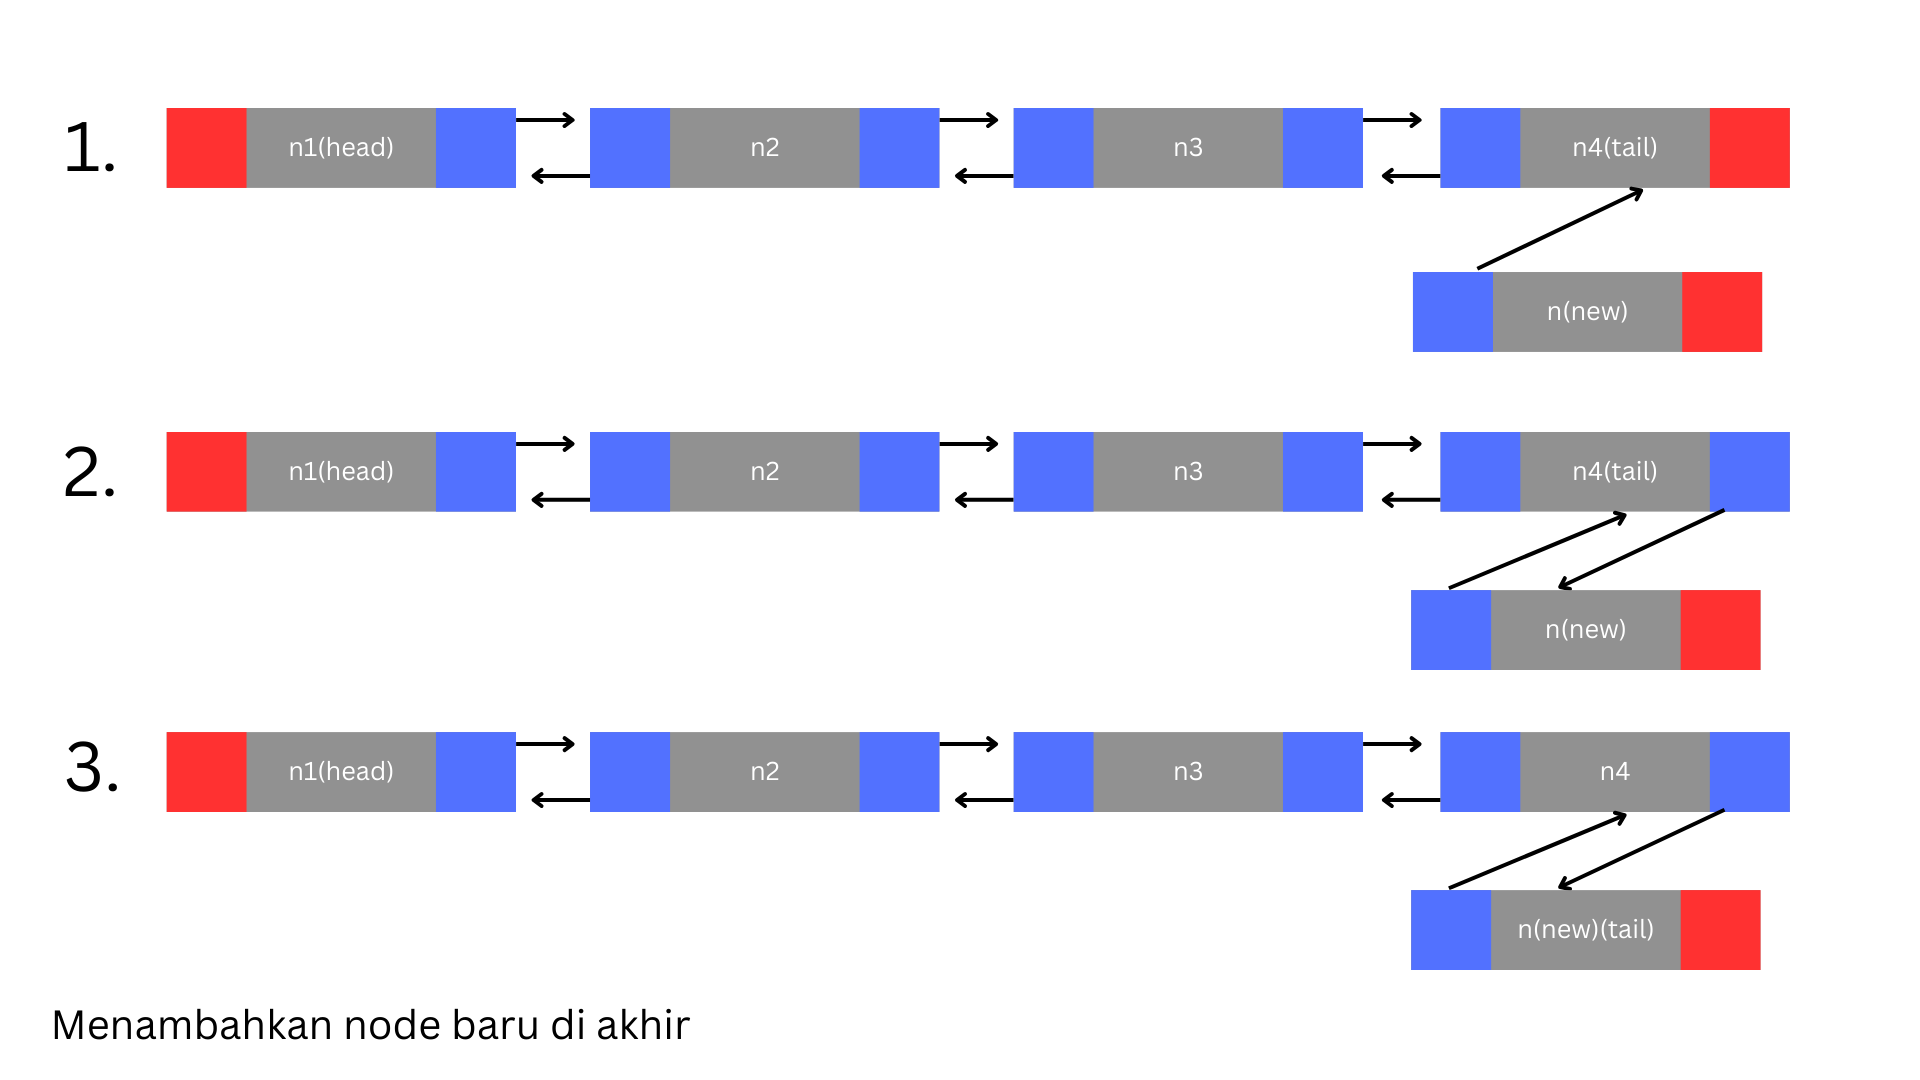 1.
n1(head)
n2
n3
n4(tail)
n(new)
2.
n1(head)
n2
n3
n4(tail)
n(new)
3.
n1(head)
n2
n3
n4
n(new)(tail)
Menambahkan node baru di akhir